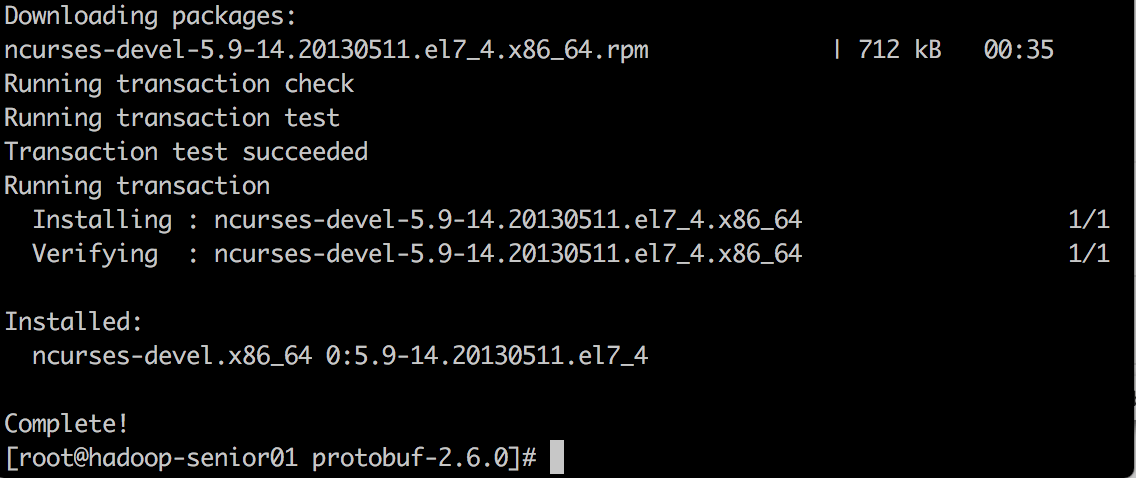 Downloading packages:
ncurses-devel-5.9-14.20130511.el7_4.x86_64.rpm             | 712 kB   00:35
Running transaction check
Running transaction test
Transaction test succeeded
Running transaction
  Installing : ncurses-devel-5.9-14.20130511.el7_4.x86_64                   1/1
  Verifying  : ncurses-devel-5.9-14.20130511.el7_4.x86_64                   1/1

Installed:
  ncurses-devel.x86_64 0:5.9-14.20130511.el7_4

Complete!
[root@hadoop-senior01 protobuf-2.6.0]#